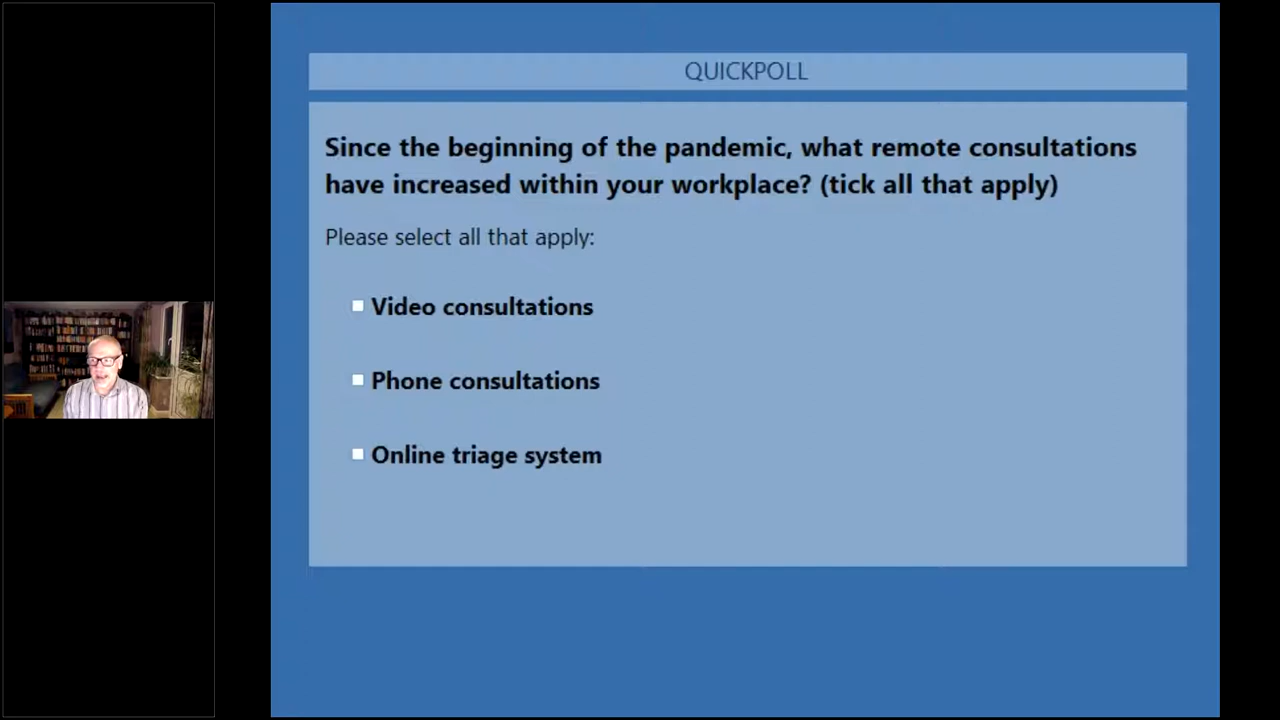 QUICKPOLL
Since the beginning of the pandemic, what remote consultations
have increased within your workplace? (tick all that apply)
Please select all that apply:
Video consultations
Phone consultations
Online triage system